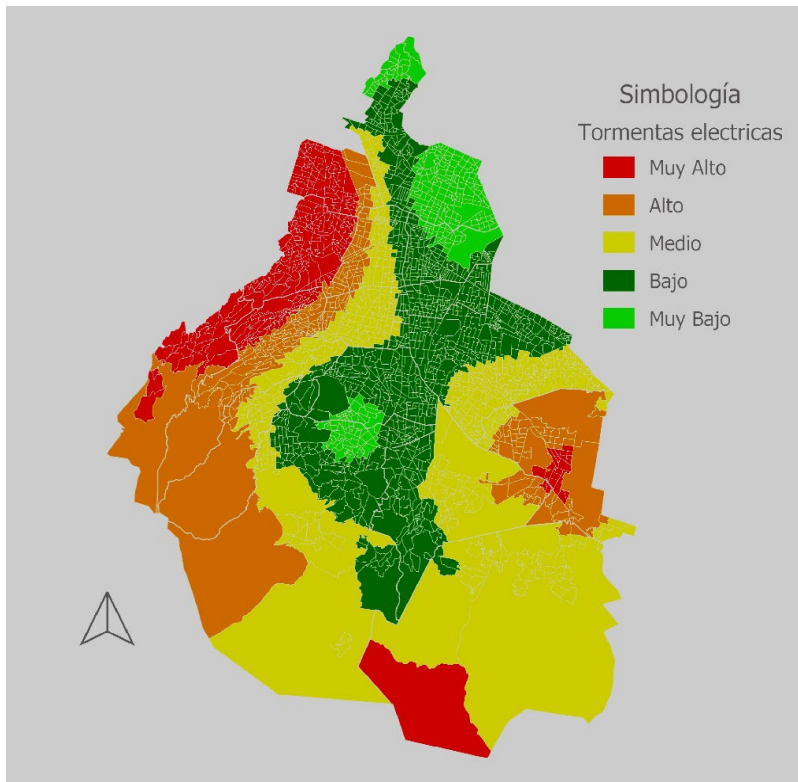 Simbología
Tormentas electricas
Muy Alto
Alto
Medio
Bajo
Muy Bajo